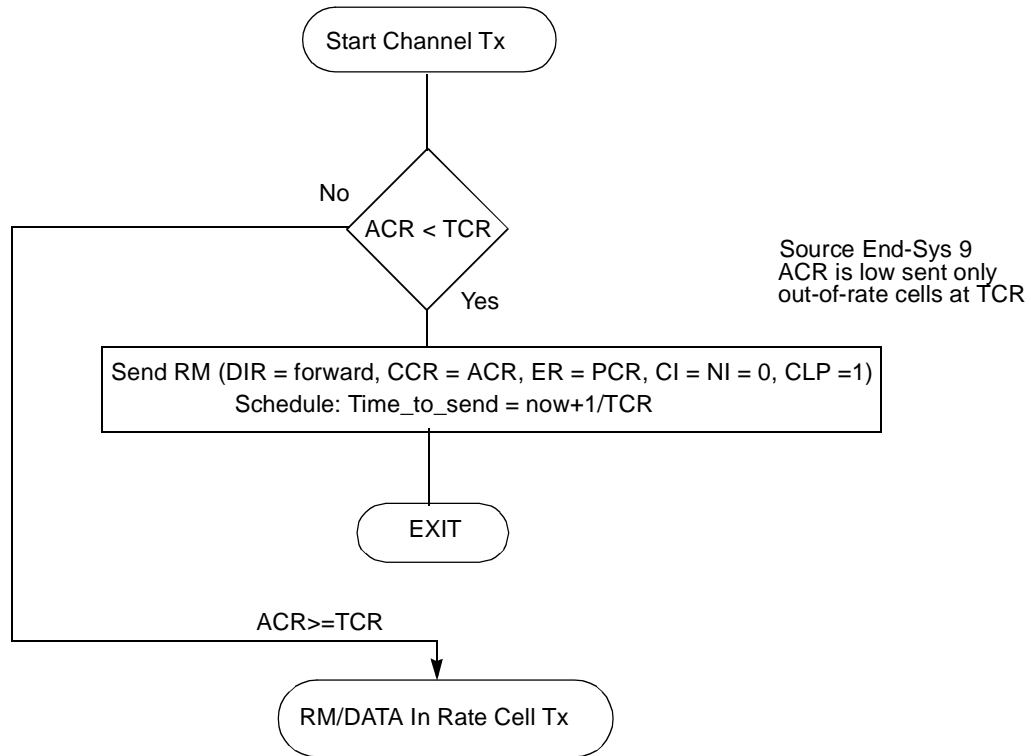 Start Channel Tx
No
ACR < TCR
Source End-Sys 9
ACR is low sent only
out-of-rate cells at TCR
Yes
Send RM (DIR = forward, CCR = ACR, ER = PCR, CI = NI = 0, CLP =1)
Schedule: Time_to_send = now+1/TCR
EXIT
ACR>=TCR
RM/DATA In Rate Cell Tx